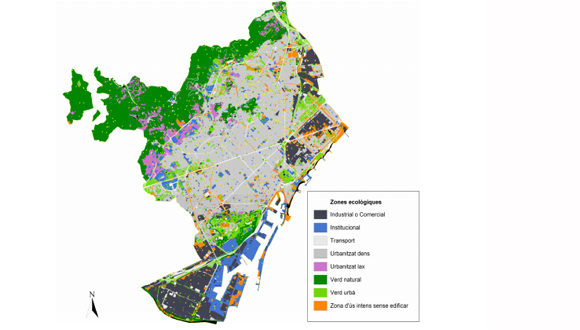 Zones ecològiques
Industrial o Comercial
Institucional
Transport
Urbanitzat dens
Urbanitzat lax
Verd natural
Verd urbà
Zona d'ús intens sense edificar
N